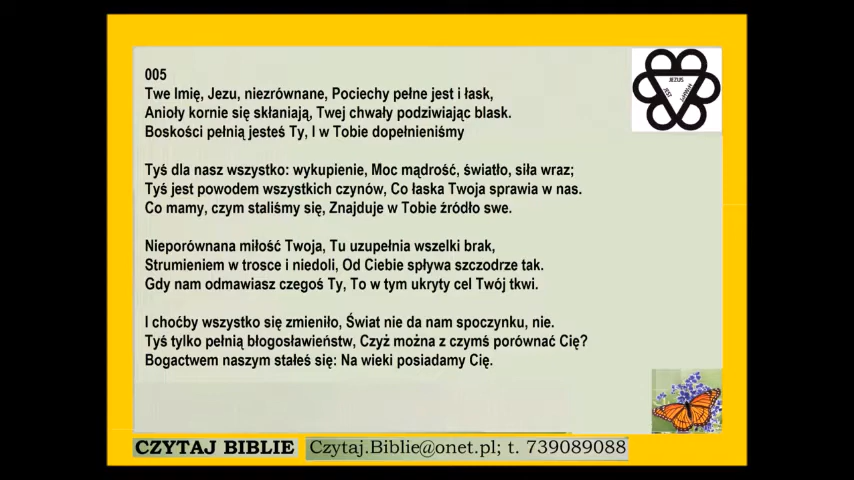 005
Twe Imię, Jezu, niezrównane, Pociechy pełne jest i łask,
Anioły kornie się skłaniają, Twej chwały podziwiając blask.
Boskości pełnią jesteś Ty, I w Tobie dopełnieniśmy
Tyś dla nasz wszystko: wykupienie, Moc mądrość, światło, siła wraz;
Tyś jest powodem wszystkich czynów, Co łaska Twoja sprawia w nas.
Co mamy, czym staliśmy się, Znajduje w Tobie źródło swe.
Nieporównana miłość Twoja, Tu uzupełnia wszelki brak,
Strumieniem w trosce i niedoli, Od Ciebie spływa szczodrze tak.
Gdy nam odmawiasz czegoś Ty, To w tym ukryty cel Twój tkwi.
I choćby wszystko się zmieniło, Świat nie da nam spoczynku, nie.
Tyś tylko pełnią błogosławieństw, Czyż można z czymś porównać Cię?
Bogactwem naszym stałeś się: Na wieki posiadamy Cię.
JEZUS
JEST
PANEM
CZYTAJ BIBLIE
Czytaj.Biblie@onet.pl; t. 739089088